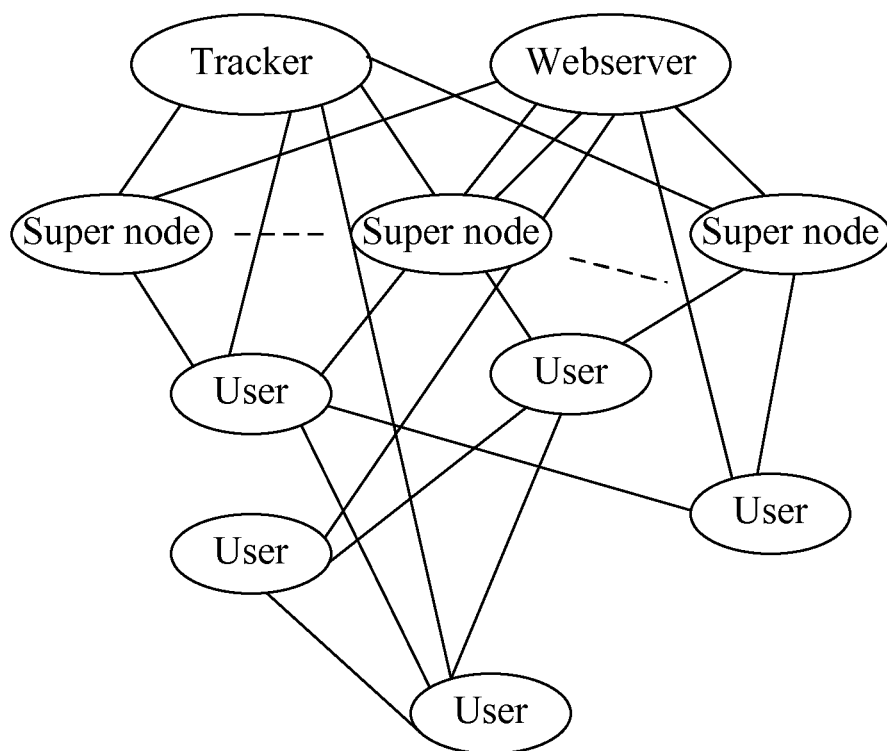 Tracker
Webserver
Super node
Super node
Super node
User
User
User
User
User